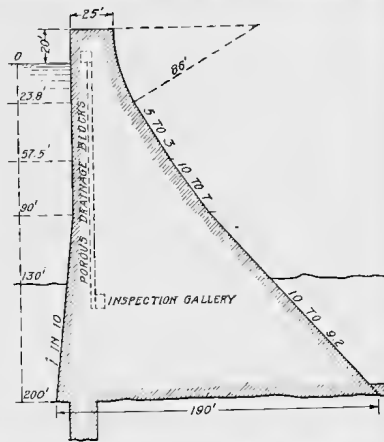 25'
20'
0
86'
23.8'
5 TO 3
57.5'
10 TO 7
POROUS DRAINAGE BLOCKS
90'
130'
INSPECTION GALLERY
1 IN 10
10 TO 9.2
200'
190'